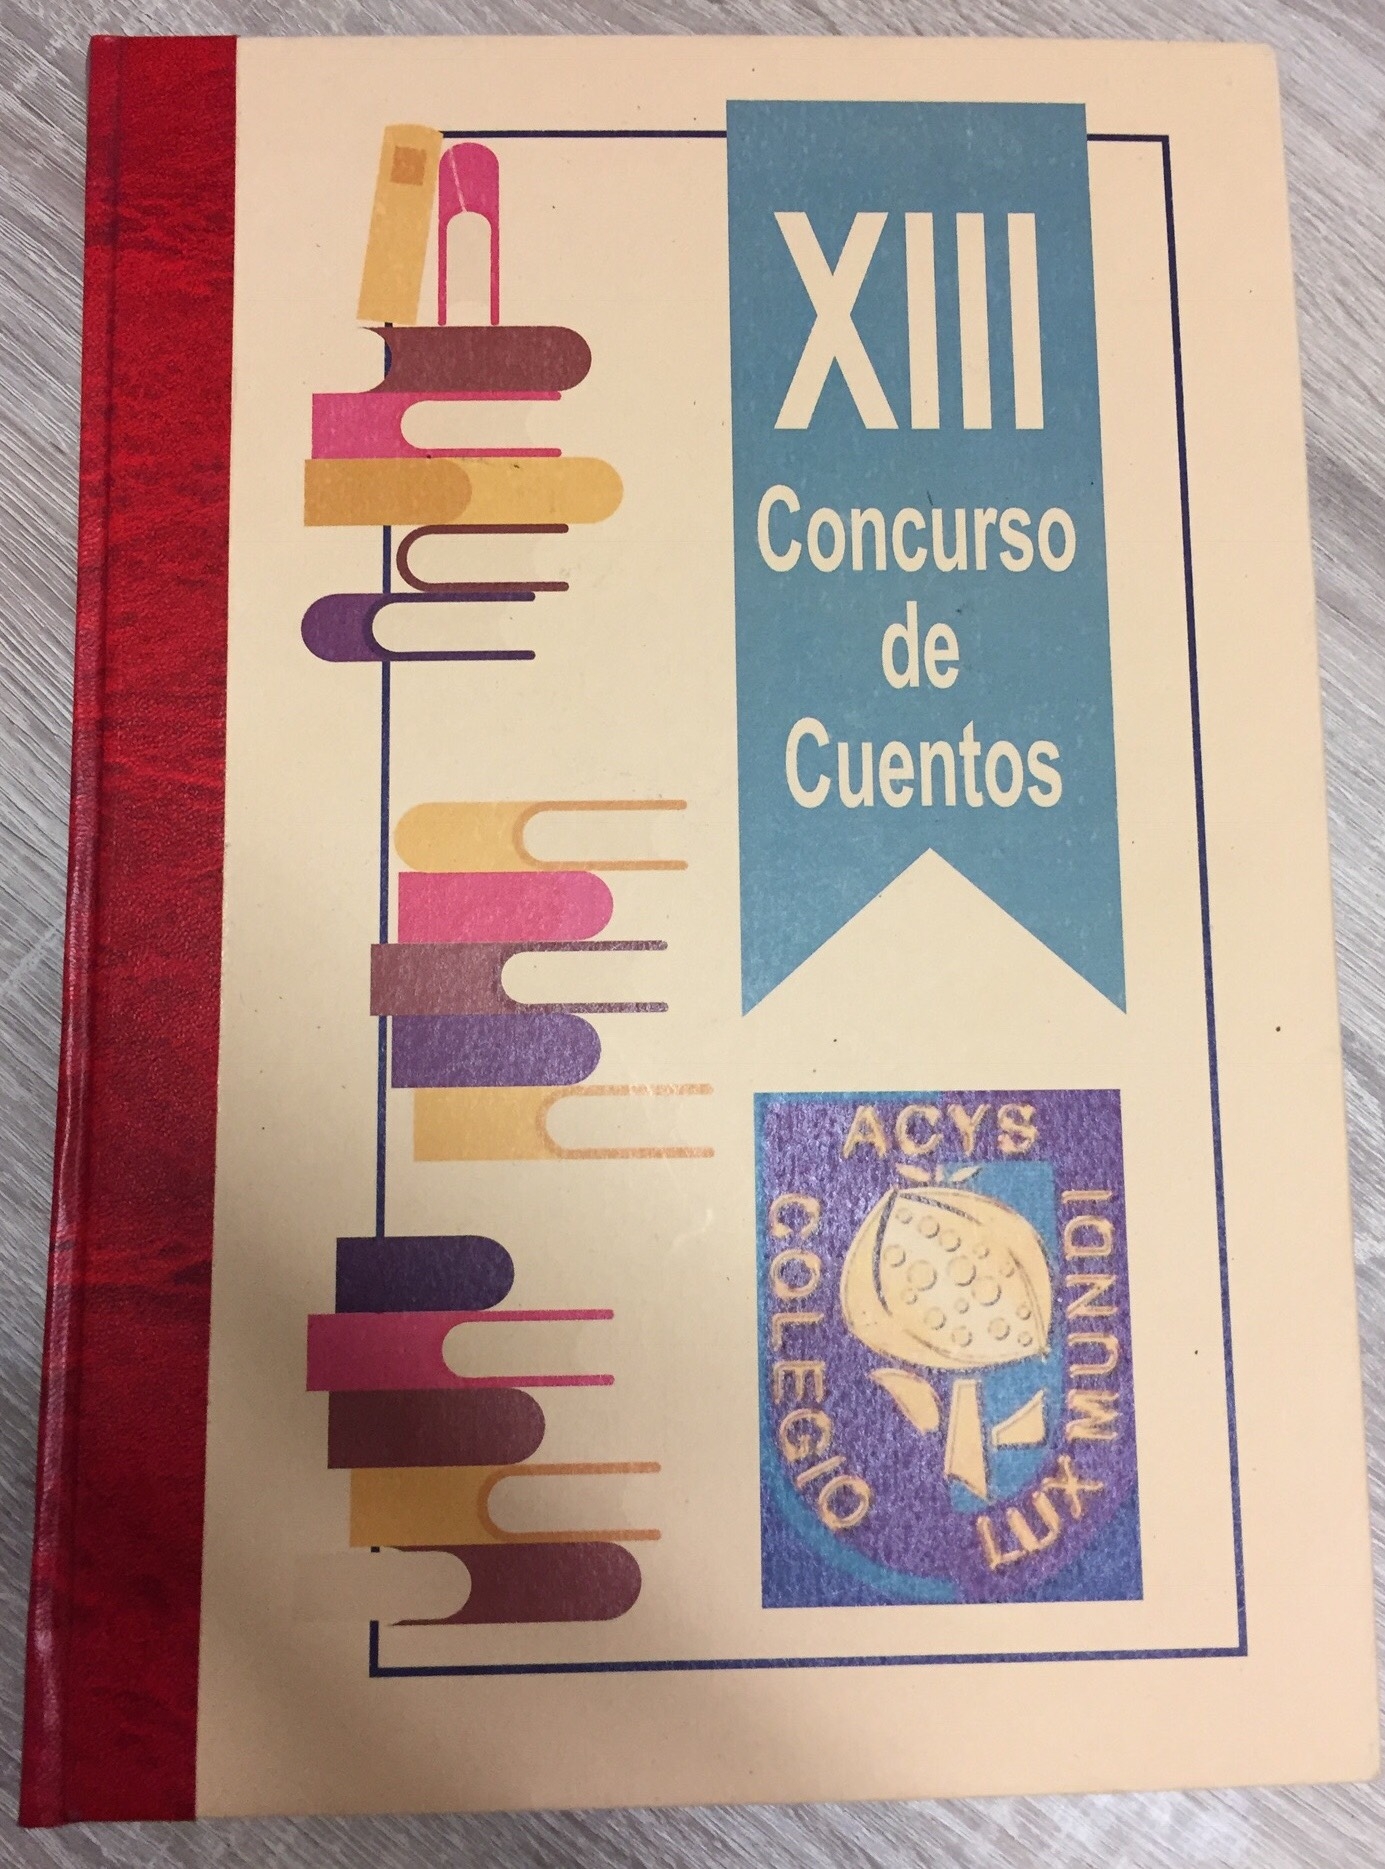 XIII
Concurso
de
Cuentos
ACYS
COLEGIO
LUX MUNDI